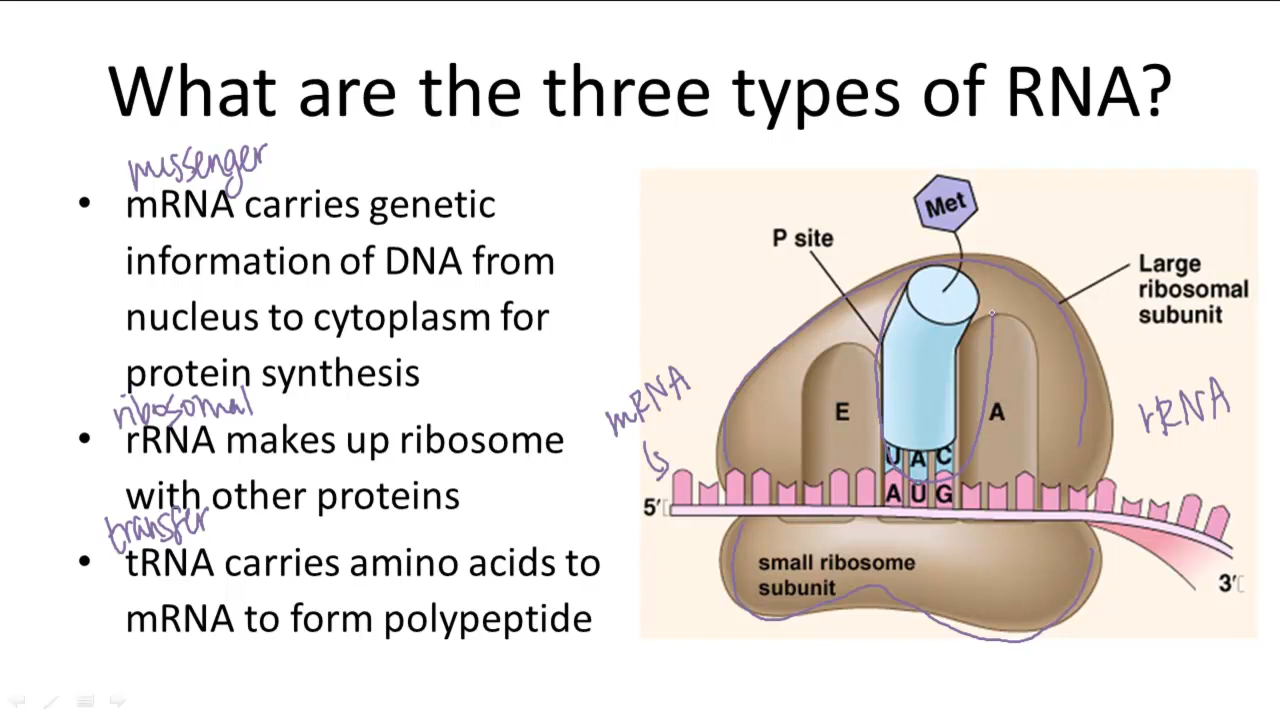 What are the three types of RNA?
messenger
• mRNA carries genetic
information of DNA from
nucleus to cytoplasm for
protein synthesis
ribosomal
• rRNA makes up ribosome
with other proteins
transfer
• tRNA carries amino acids to
mRNA to form polypeptide
Met
P site
Large
ribosomal
subunit
mRNA
rRNA
E
A
UAC
AUG
5′
small ribosome
subunit
3′